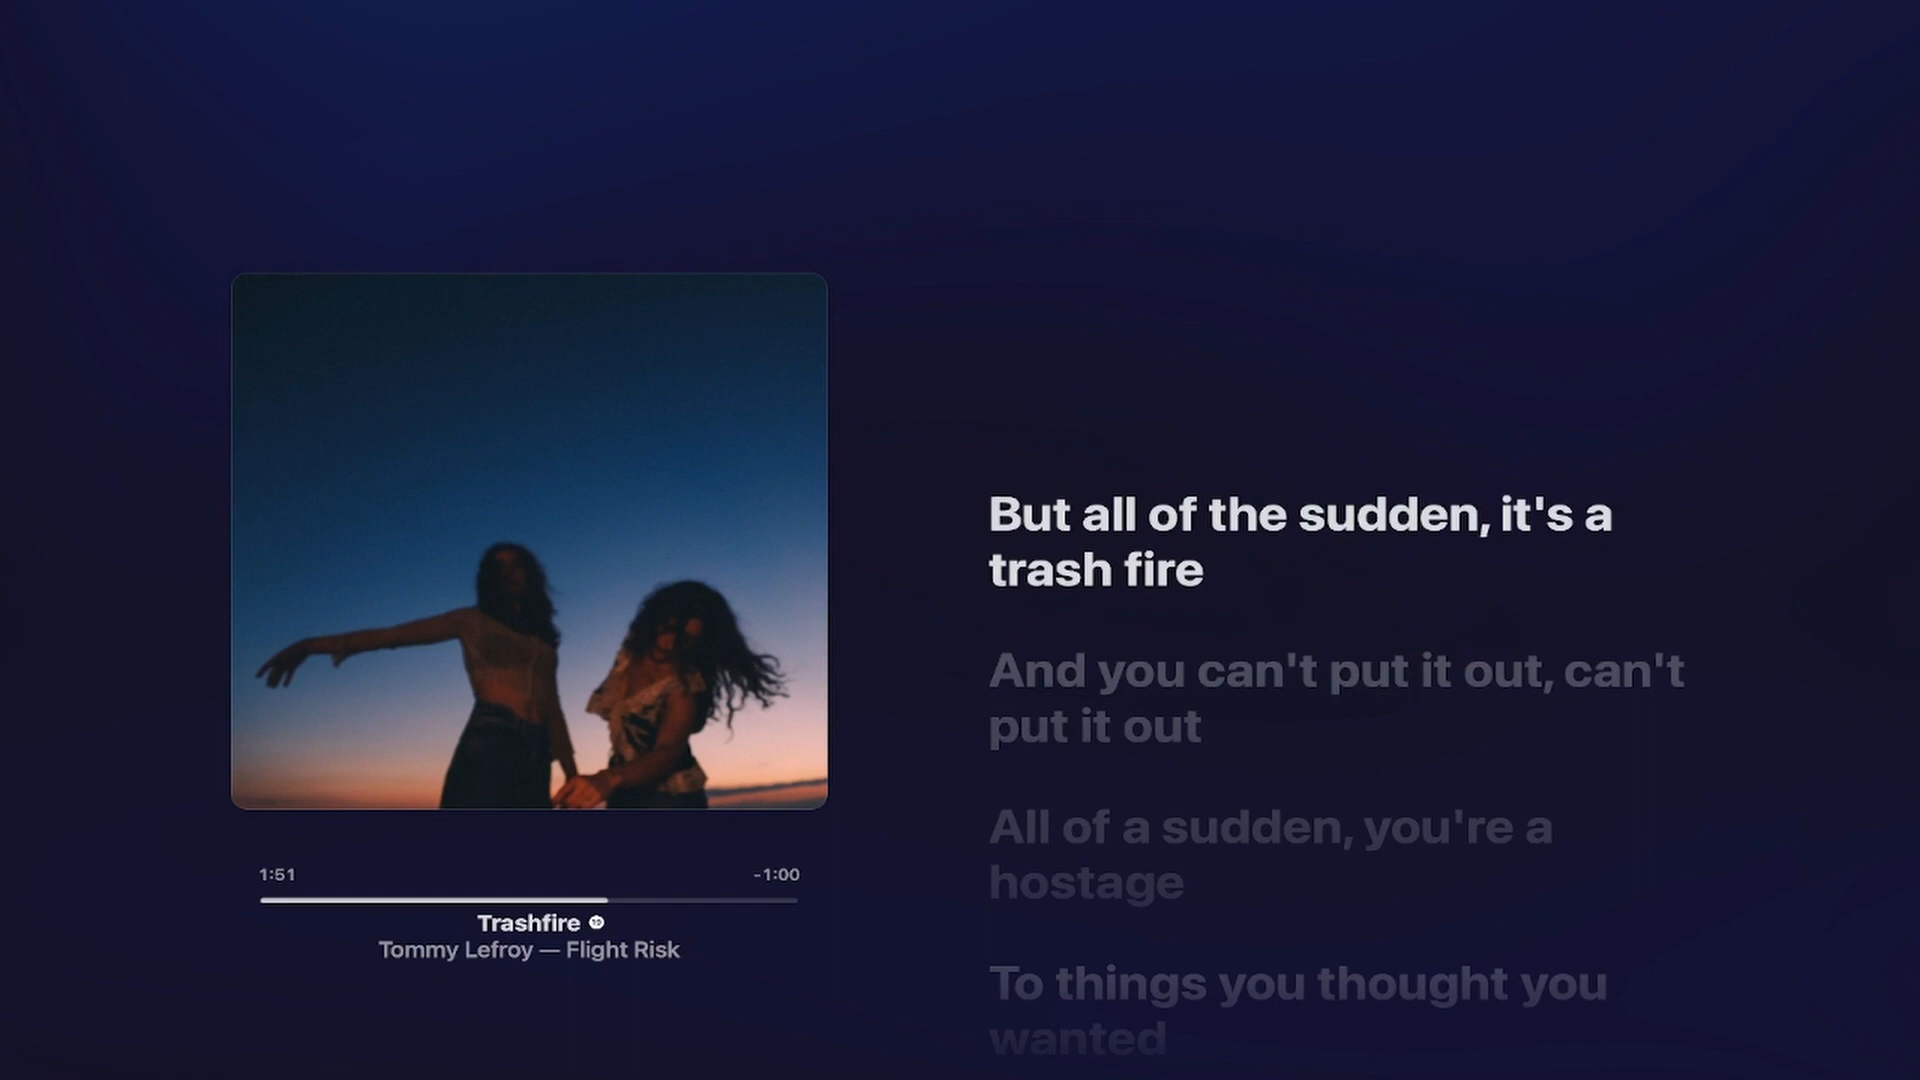 1:51
-1:00
Trashfire
Tommy Lefroy — Flight Risk
But all of the sudden, it's a
trash fire
And you can't put it out, can't
put it out
All of a sudden, you're a
hostage
To things you thought you
wanted